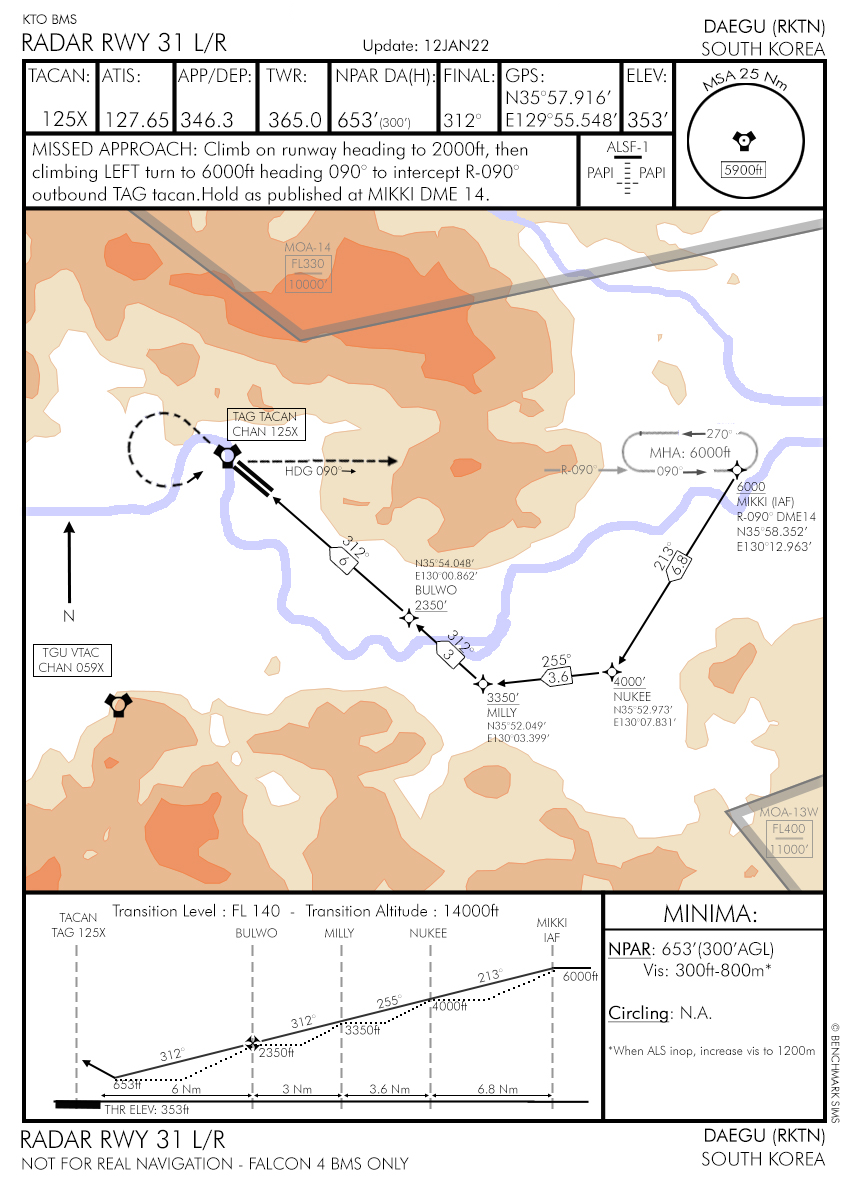 KTO BMS
RADAR RWY 31 L/R
Update: 12JAN22
DAEGU (RKTN)
SOUTH KOREA
TACAN:
125X
ATIS:
127.65
APP/DEP:
346.3
TWR:
365.0
NPAR DA(H):
653'(300')
FINAL:
312°
GPS:
N35°57.916'
E129°55.548'
ELEV:
353'
MSA 25 Nm
5900ft
MISSED APPROACH: Climb on runway heading to 2000ft, then
climbing LEFT turn to 6000ft heading 090° to intercept R-090°
outbound TAG tacan.Hold as published at MIKKI DME 14.
ALSF-1
PAPI
PAPI
MOA-14
FL330
10000'
TAG TACAN
CHAN 125X
HDG 090°
R-090°
270°
MHA: 6000ft
090°
6000
MIKKI (IAF)
R-090° DME14
N35°58.352'
E130°12.963'
213°
6.8
312°
6
N35°54.048'
E130°00.862'
BULWO
2350'
N
TGU VTAC
CHAN 059X
312°
3
255°
3.6
4000'
NUKEE
N35°52.973'
E130°07.831'
3350'
MILLY
N35°52.049'
E130°03.399'
MOA-13W
FL400
11000'
Transition Level : FL 140 - Transition Altitude : 14000ft
TACAN
TAG 125X
BULWO
MILLY
NUKEE
MIKKI
IAF
6000ft
213°
4000ft
255°
3350ft
312°
2350ft
312°
653ft
6 Nm
3 Nm
3.6 Nm
6.8 Nm
THR ELEV: 353ft
MINIMA:
NPAR: 653'(300'AGL)
Vis: 300ft-800m*
Circling: N.A.
*When ALS inop, increase vis to 1200m
© BENCHMARK SIMS
RADAR RWY 31 L/R
NOT FOR REAL NAVIGATION - FALCON 4 BMS ONLY
DAEGU (RKTN)
SOUTH KOREA